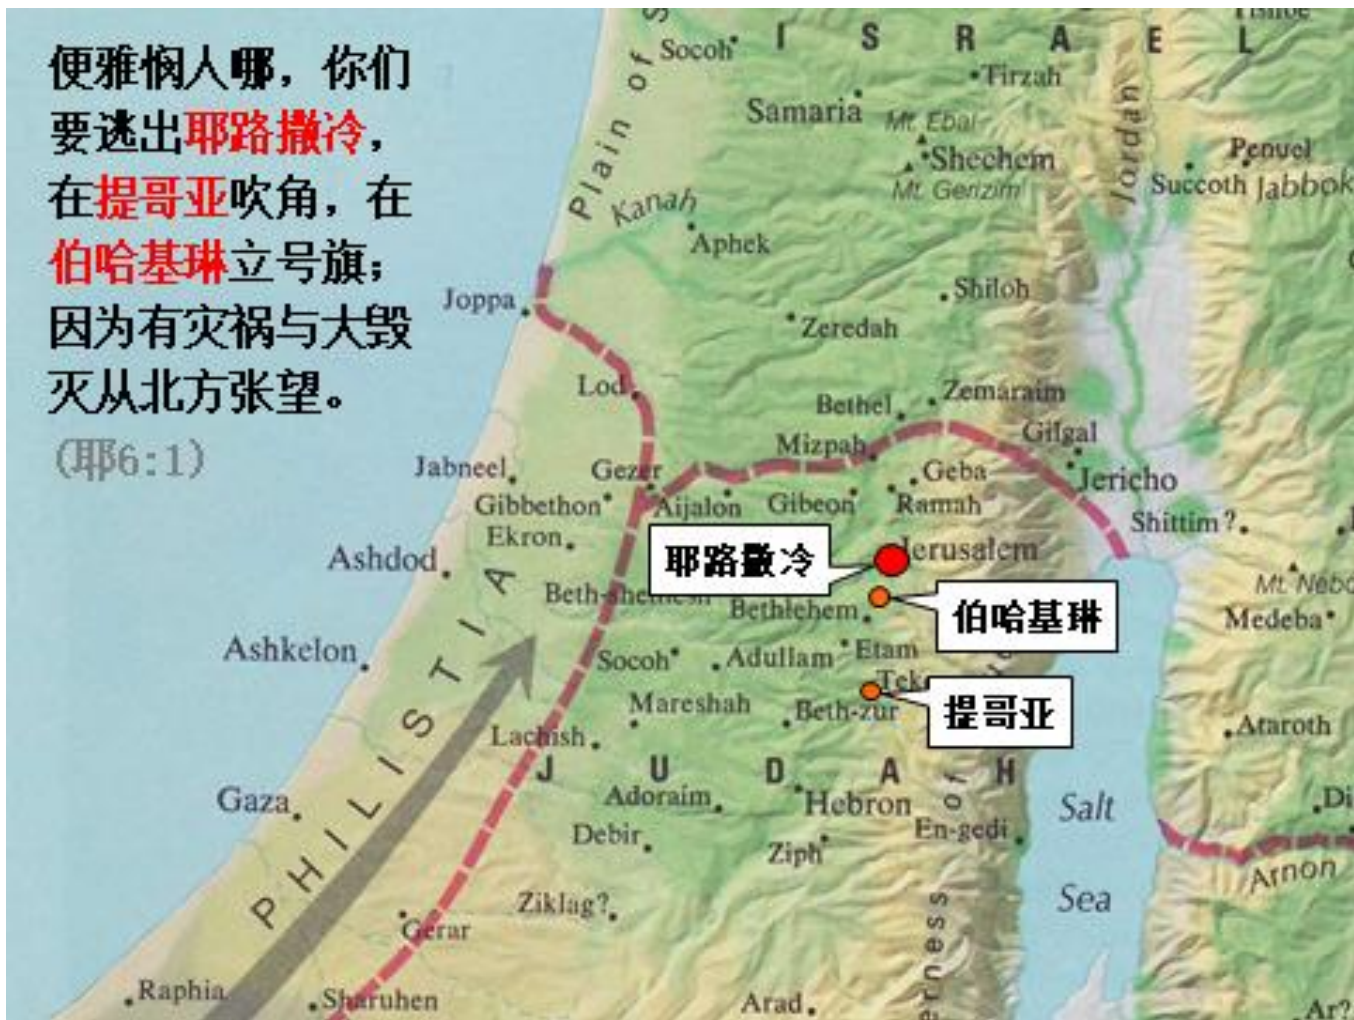 便雅悯人哪，你们
要逃出耶路撒冷，
在提哥亚吹角，在
伯哈基琳立号旗；
因为有灾祸与大毁
灭从北方张望。
(耶6:1)
I S R A E L
Socoh
Tirzah
Samaria
Mt. Ebal
Shechem
Mt. Gerizim
Jordan
Penuel
Succoth
Jabbok
Plain of
Kanah
Aphek
Joppa
Shiloh
Zeredah
Lod
Bethel
Zemaraim
Mizpah
Gilgal
Jabneel
Gezer
Geba
Jericho
Gibbethon
Aijalon
Gibeon
Ramah
Shittim?
Ekron
Ashdod
耶路撒冷
Jerusalem
Beth-shemesh
Bethlehem
伯哈基琳
Mt. Nebo
Medeba
Ashkelon
Socoh
Adullam
Etam
Mareshah
Beth-zur
提哥亚
Ataroth
Lachish
PHILISTIA
J U D A H
Gaza
Adoraim
Hebron
of
Salt
Sea
Debir
Ziph
En-gedi
Arnon
Ziklag?
Gerar
Raphia
Sharuhen
Arad
Ar?